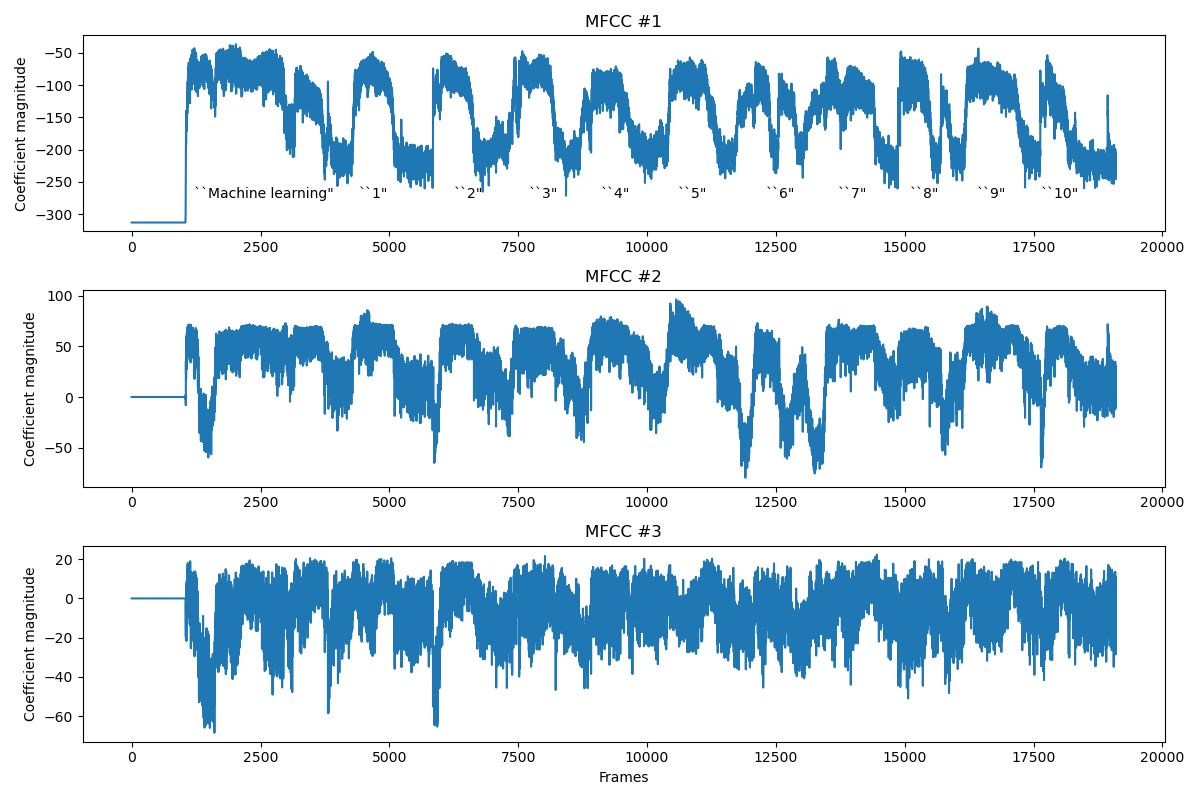 MFCC #1
Coefficient magnitude
−50
−100
−150
−200
−250
−300
``Machine learning" ``1" ``2" ``3" ``4" ``5" ``6" ``7" ``8" ``9" ``10"
0 2500 5000 7500 10000 12500 15000 17500 20000
MFCC #2
Coefficient magnitude
100
50
0
−50
0 2500 5000 7500 10000 12500 15000 17500 20000
MFCC #3
Coefficient magnitude
20
0
−20
−40
−60
0 2500 5000 7500 10000 12500 15000 17500 20000
Frames